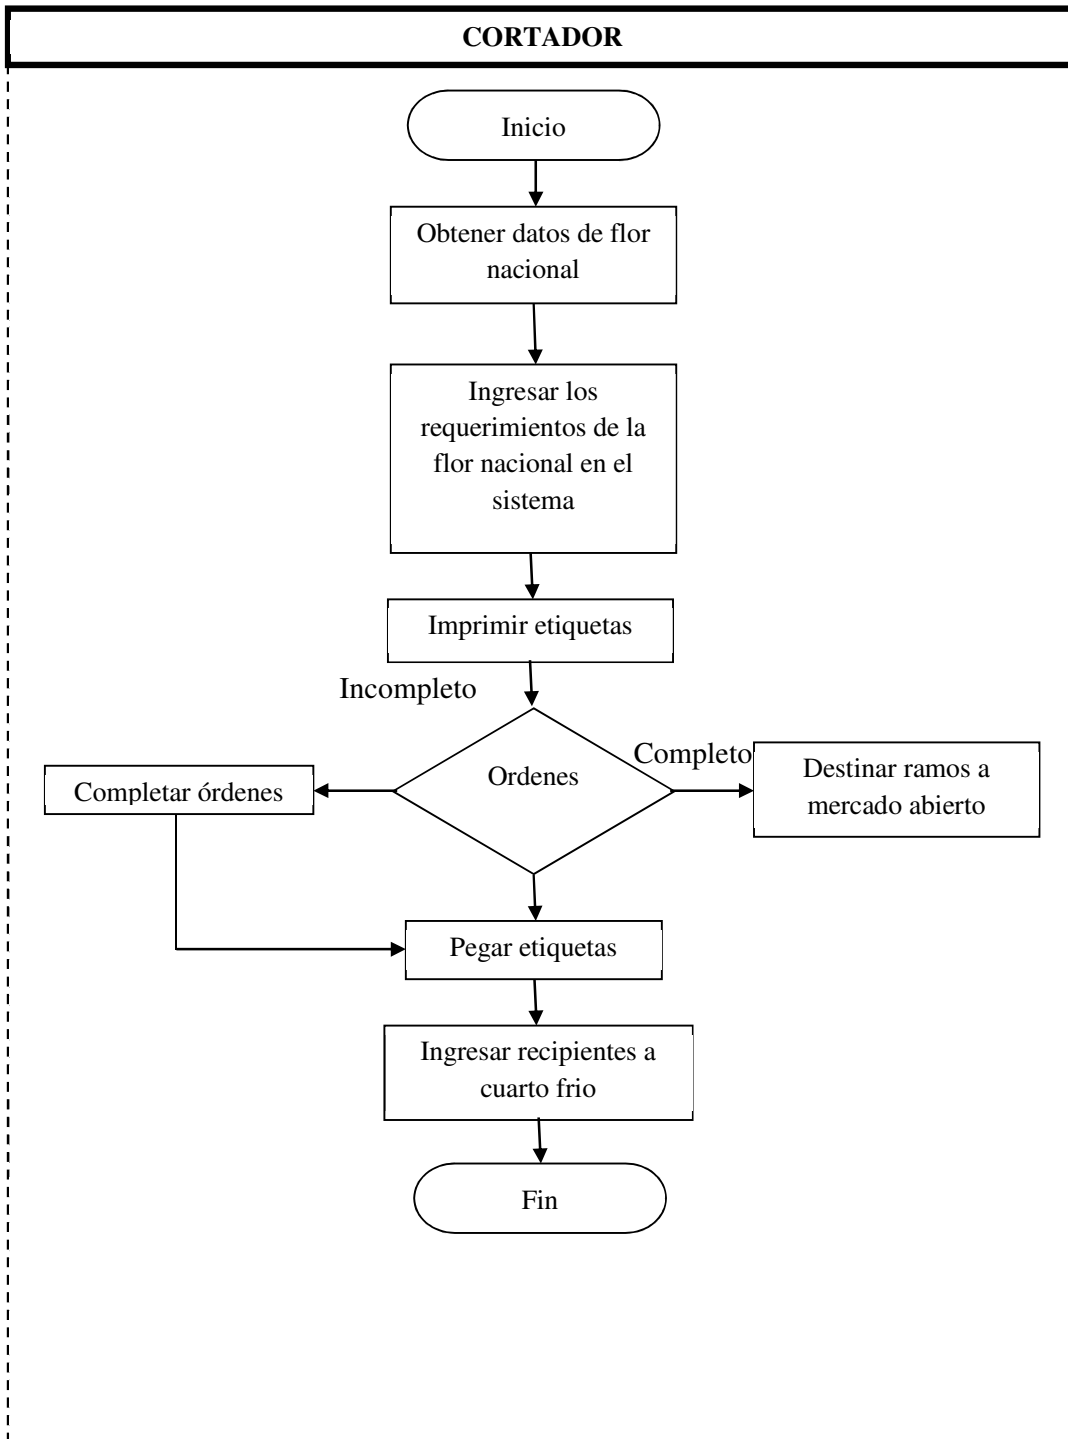 CORTADOR
Inicio
Obtener datos de flor
nacional
Ingresar los
requerimientos de la
flor nacional en el
sistema
Imprimir etiquetas
Incompleto
Ordenes
Completo
Destinar ramos a
mercado abierto
Completar órdenes
Pegar etiquetas
Ingresar recipientes a
cuarto frio
Fin